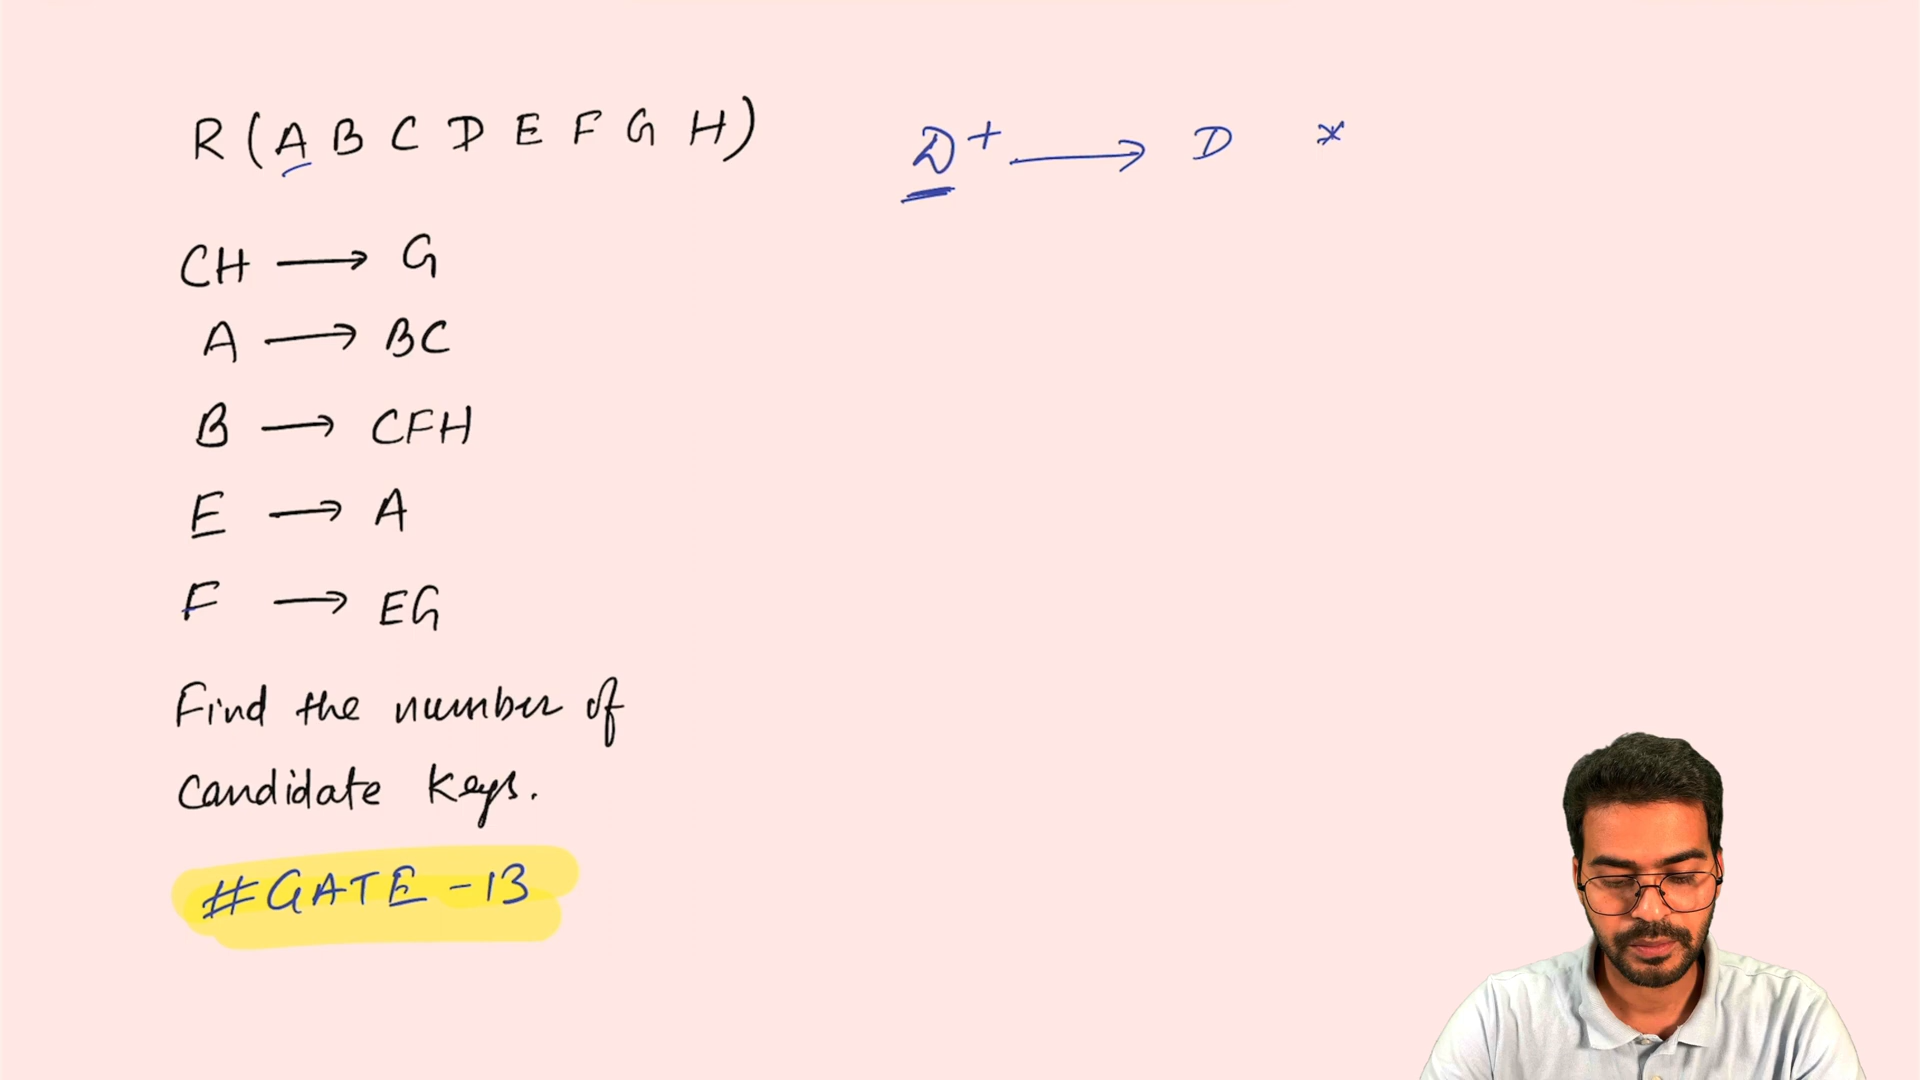 R(A B C D E F G H)
D+ → D *
CH → G
A → BC
B → CFH
E → A
F → EG
Find the number of
candidate keys.
#GATE-13